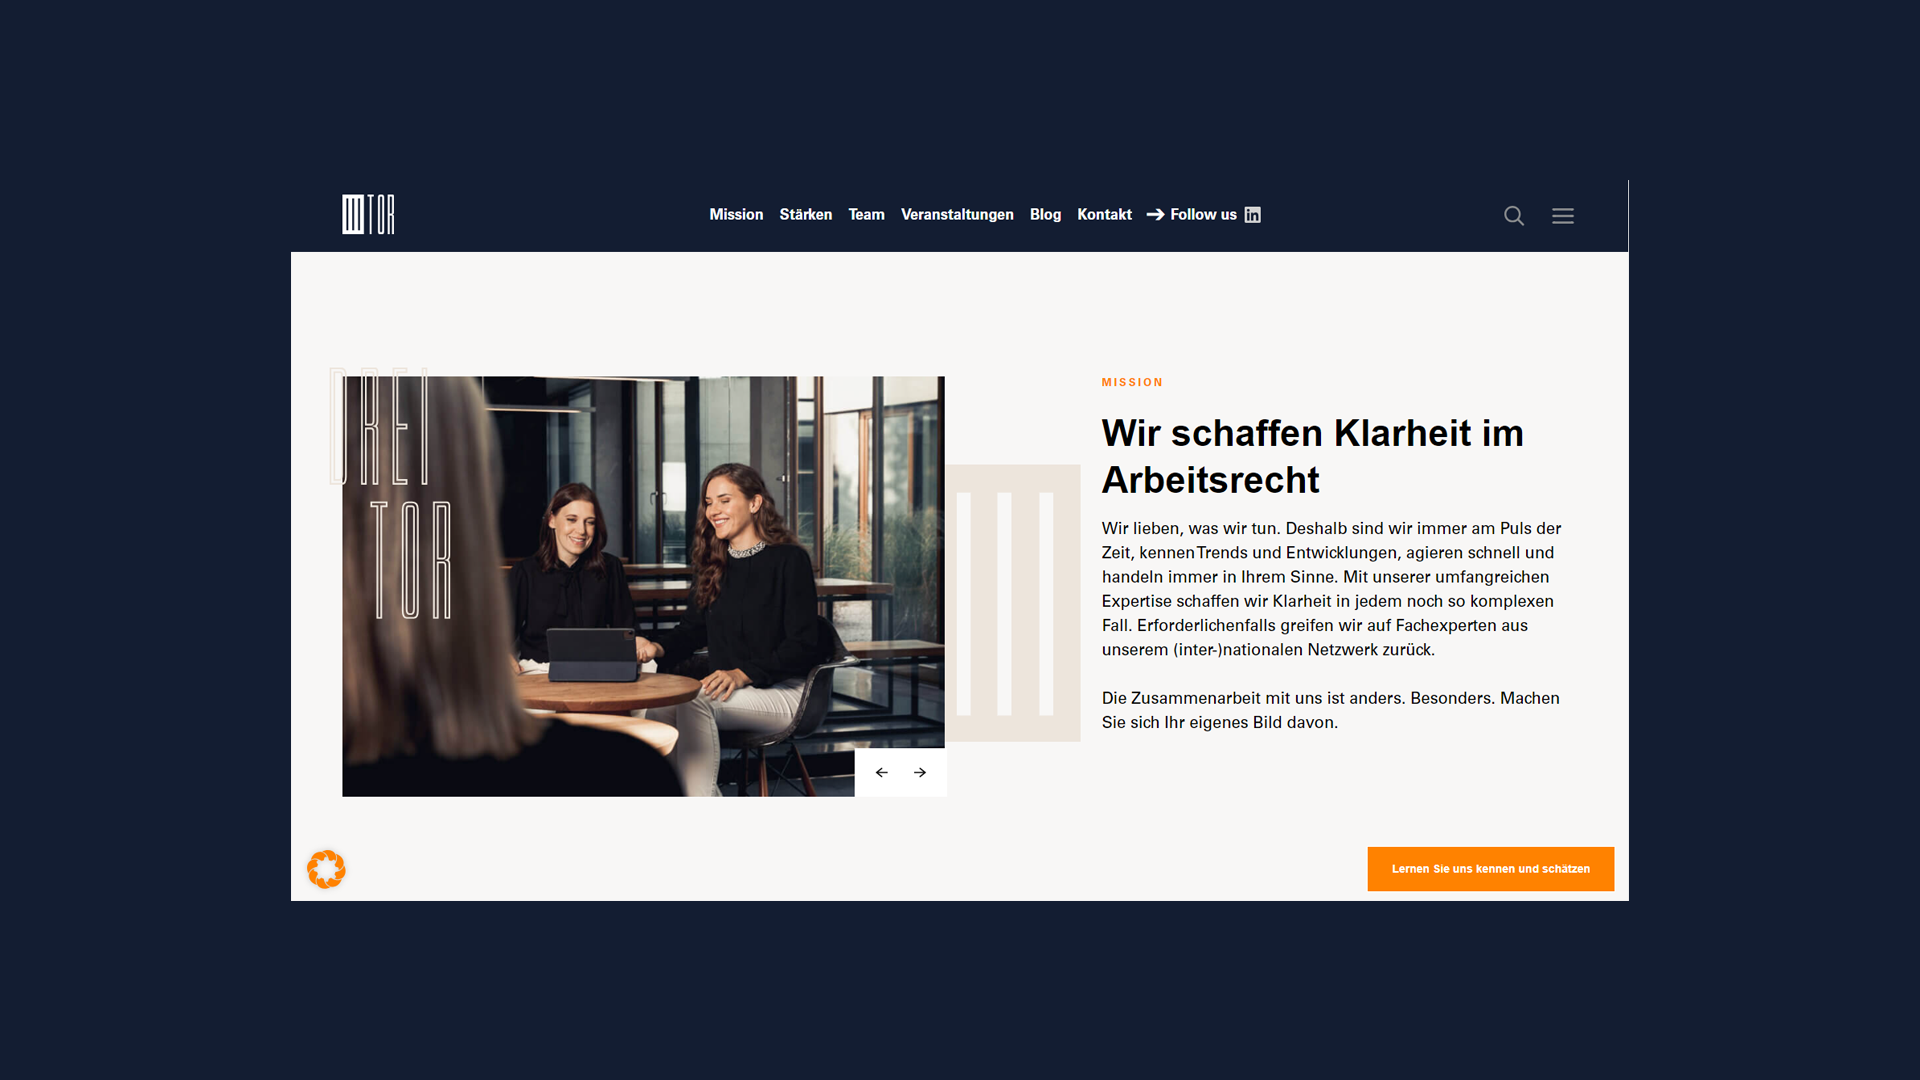 TOR
Mission Stärken Team Veranstaltungen Blog Kontakt Follow us in
DREI
TOR
MISSION
Wir schaffen Klarheit im
Arbeitsrecht
Wir lieben, was wir tun. Deshalb sind wir immer am Puls der
Zeit, kennen Trends und Entwicklungen, agieren schnell und
handeln immer in Ihrem Sinne. Mit unserer umfangreichen
Expertise schaffen wir Klarheit in jedem noch so komplexen
Fall. Erforderlichenfalls greifen wir auf Fachexperten aus
unserem (inter-)nationalen Netzwerk zurück.
Die Zusammenarbeit mit uns ist anders. Besonders. Machen
Sie sich Ihr eigenes Bild davon.
Lernen Sie uns kennen und schätzen